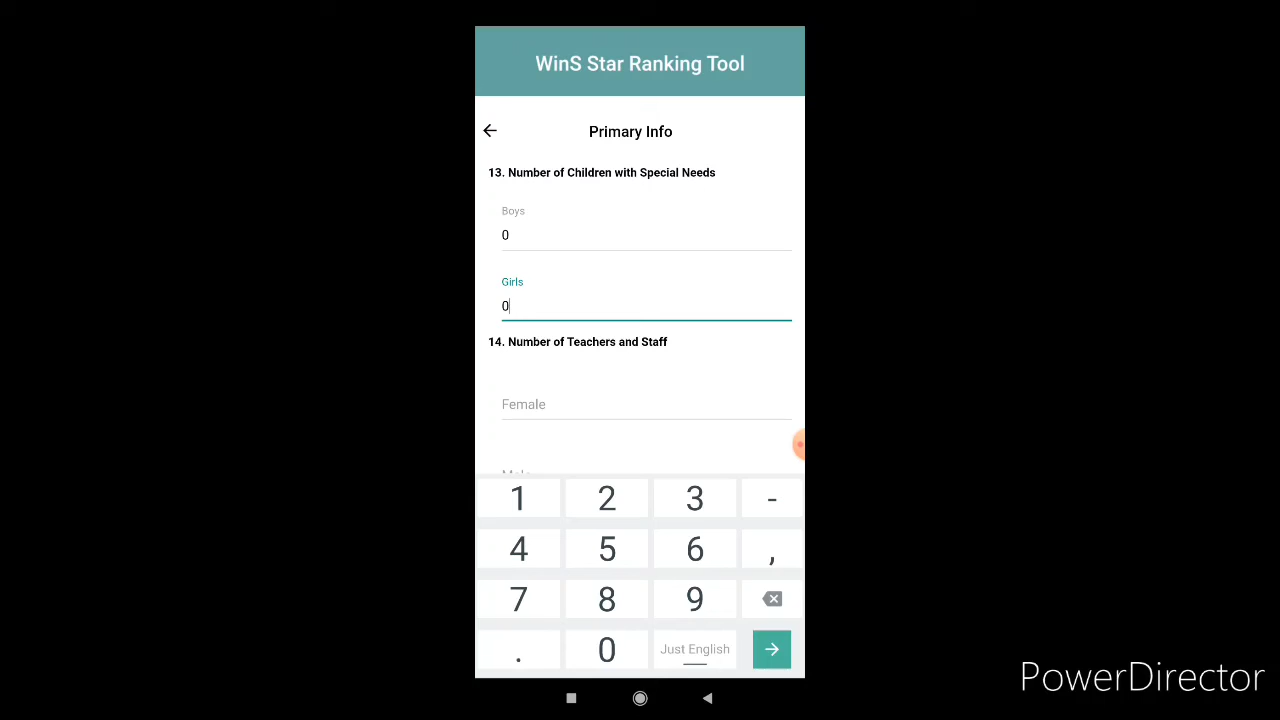 WinS Star Ranking Tool
Primary Info
13. Number of Children with Special Needs
Boys
0
Girls
0
14. Number of Teachers and Staff
Female
1 2 3 -
4 5 6 ,
7 8 9
. 0 Just English
PowerDirector